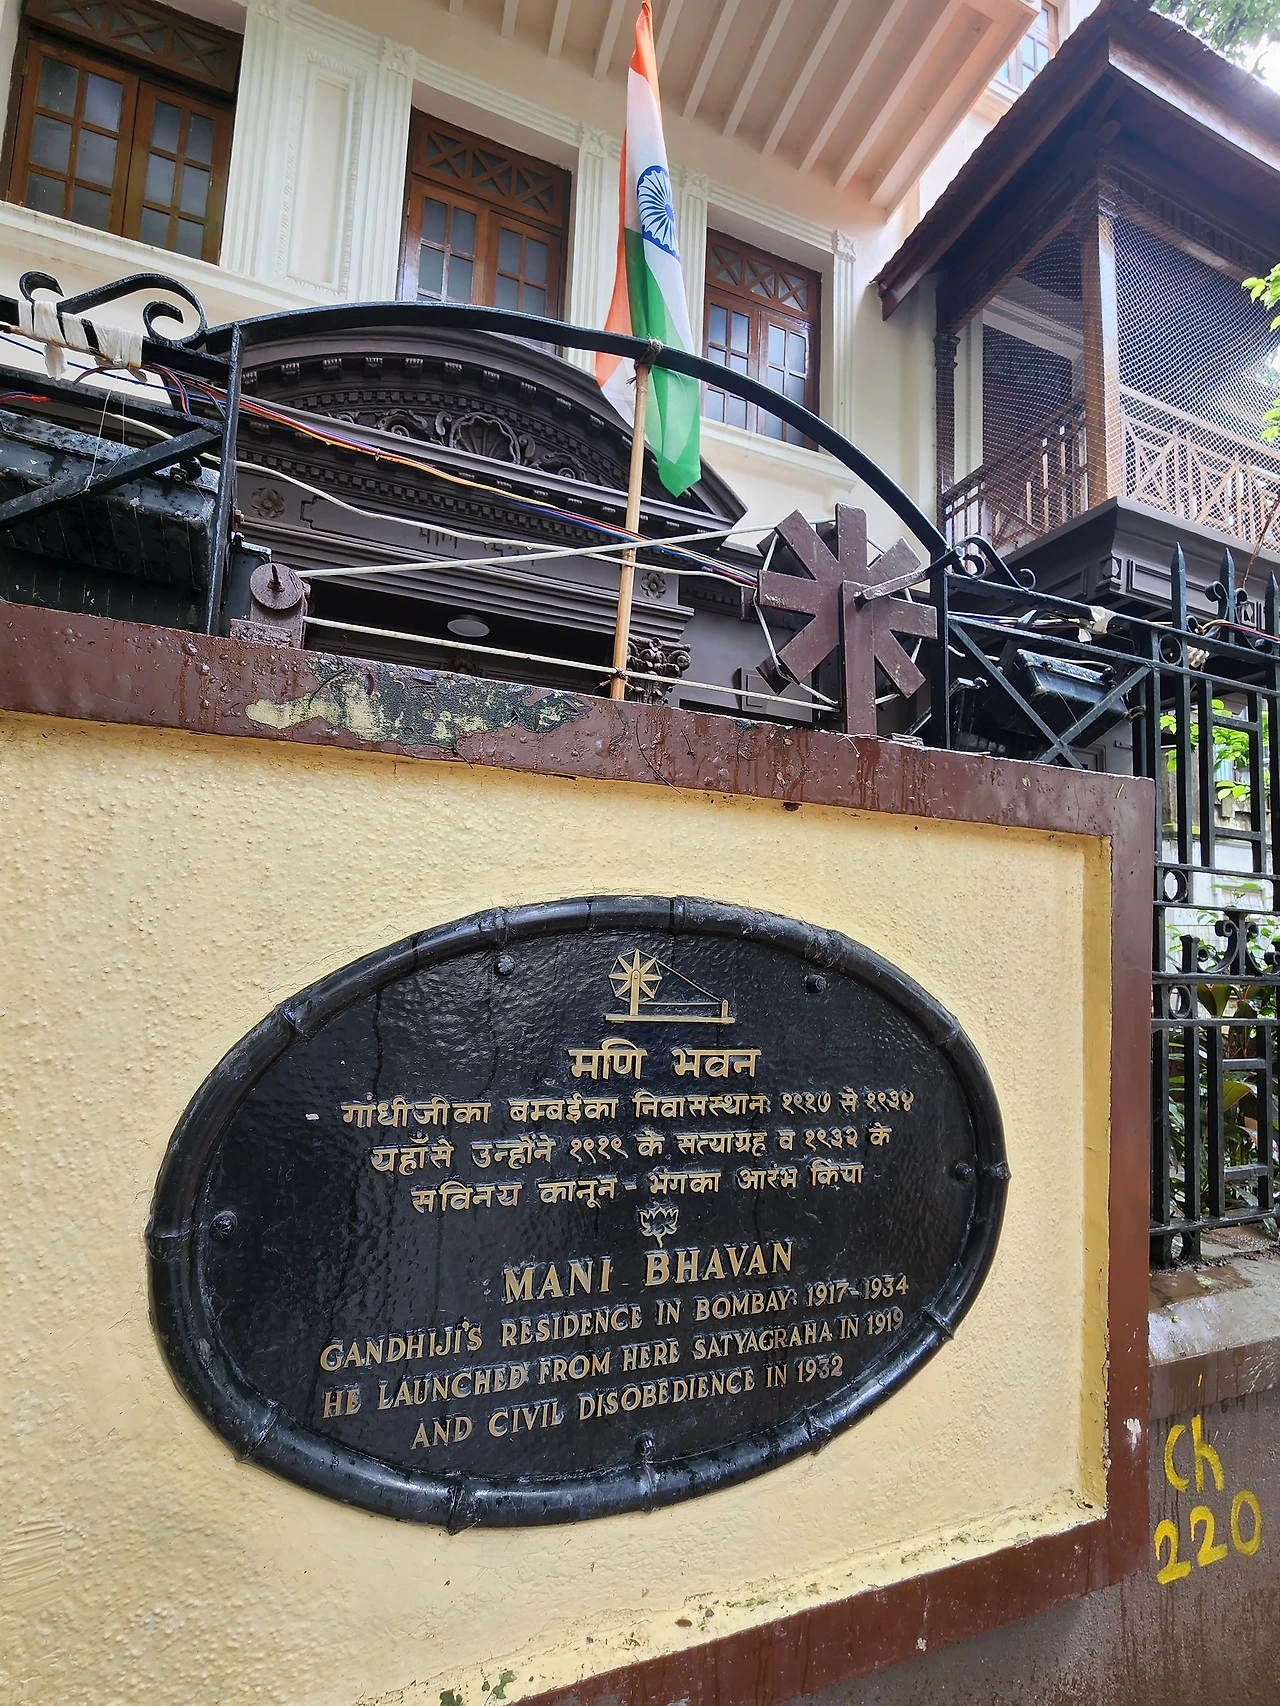 मणि भवन
गांधीजीका बम्बईका निवासस्थानः १९१७ से १९३४
यहाँसे उन्होंने १९१९ के सत्याग्रह व १९३२ के
सविनय कानून - भंगका आरंभ किया
MANI BHAVAN
GANDHIJI'S RESIDENCE IN BOMBAY: 1917-1934
HE LAUNCHED FROM HERE SATYAGRAHA IN 1919
AND CIVIL DISOBEDIENCE IN 1932
Ch
220